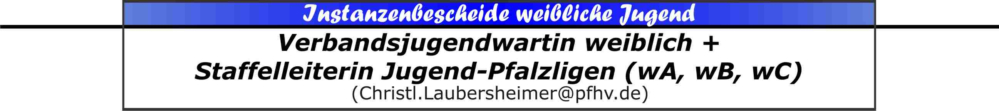 Instanzenbescheide weibliche Jugend
Verbandsjugendwartin weiblich +
Staffelleiterin Jugend-Pfalzligen (wA, wB, wC)
(Christl.Laubersheimer@pfhv.de)